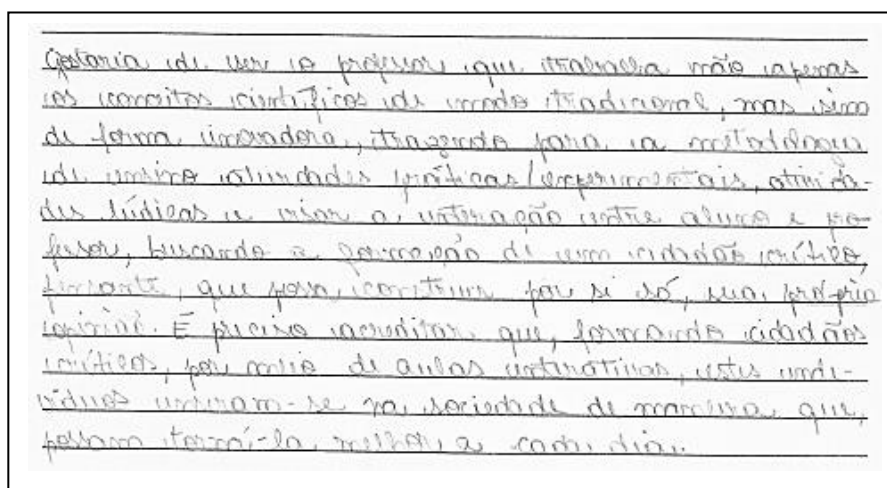 Gostaria de ser o professor que trabalha não apenas
os conceitos científicos de modo tradicional, mas sim
de forma inovadora, trazendo para a metodologia
de ensino atividades práticas/experimentais, ativida-
des lúdicas e visar a interação entre aluno e pro-
fessor, buscando a formação de um cidadão crítico,
pensante, que possa construir por si só, sua própria
opinião. É preciso acreditar que, formando cidadãos
críticos, por meio de aulas interativas, estes indi-
víduos insiram-se na sociedade de maneira que,
possam torná-la melhor a cada dia.